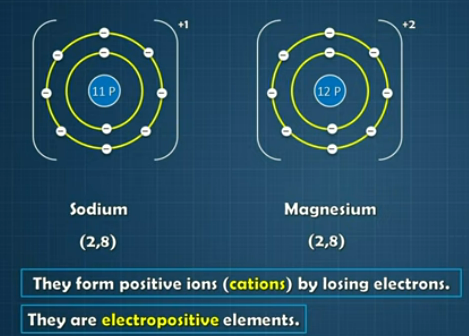 +1
+2
11 P
12 P
Sodium
Magnesium
(2,8)
(2,8)
They form positive ions (cations) by losing electrons.
They are electropositive elements.